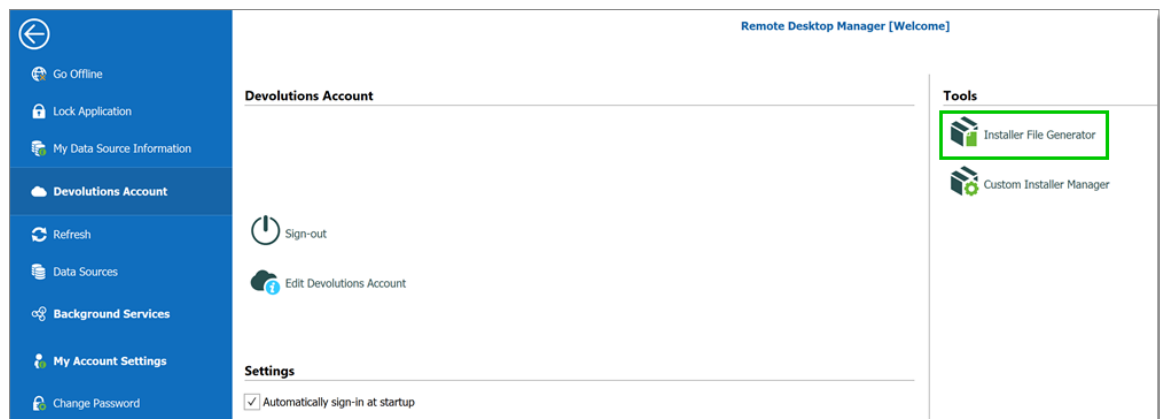 Remote Desktop Manager [Welcome]
Go Offline
Lock Application
My Data Source Information
Devolutions Account
Refresh
Data Sources
Background Services
My Account Settings
Change Password
Devolutions Account
Sign-out
Edit Devolutions Account
Settings
Automatically sign-in at startup
Tools
Installer File Generator
Custom Installer Manager